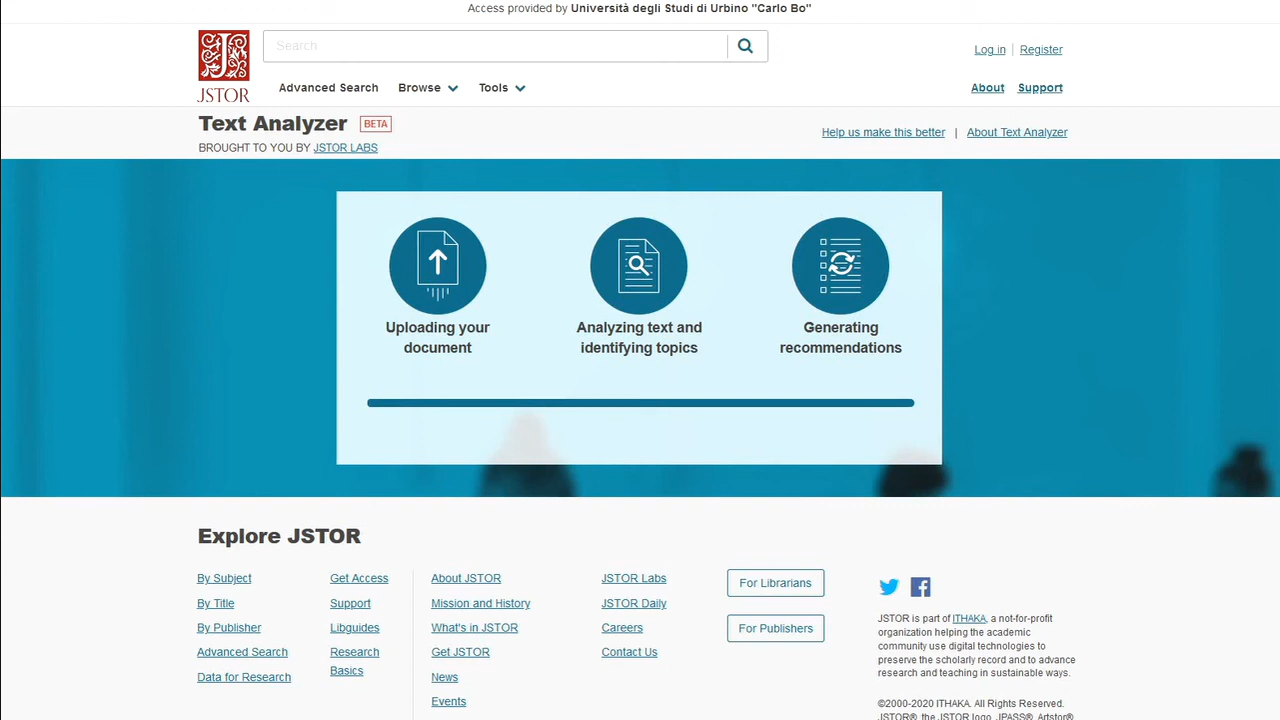 Access provided by Università degli Studi di Urbino "Carlo Bo"
Search
Log in | Register
JSTOR
Advanced Search Browse Tools
About Support
Text Analyzer BETA
Help us make this better | About Text Analyzer
BROUGHT TO YOU BY JSTOR LABS
Uploading your
document
Analyzing text and
identifying topics
Generating
recommendations
Explore JSTOR
By Subject
By Title
By Publisher
Advanced Search
Data for Research
Get Access
Support
Libguides
Research
Basics
About JSTOR
Mission and History
What's in JSTOR
Get JSTOR
News
Events
JSTOR Labs
JSTOR Daily
Careers
Contact Us
For Librarians
For Publishers
JSTOR is part of ITHAKA, a not-for-profit
organization helping the academic
community use digital technologies to
preserve the scholarly record and to advance
research and teaching in sustainable ways.
©2000-2020 ITHAKA. All Rights Reserved.
JSTOR®, the JSTOR logo, JPASS®, Artstor®